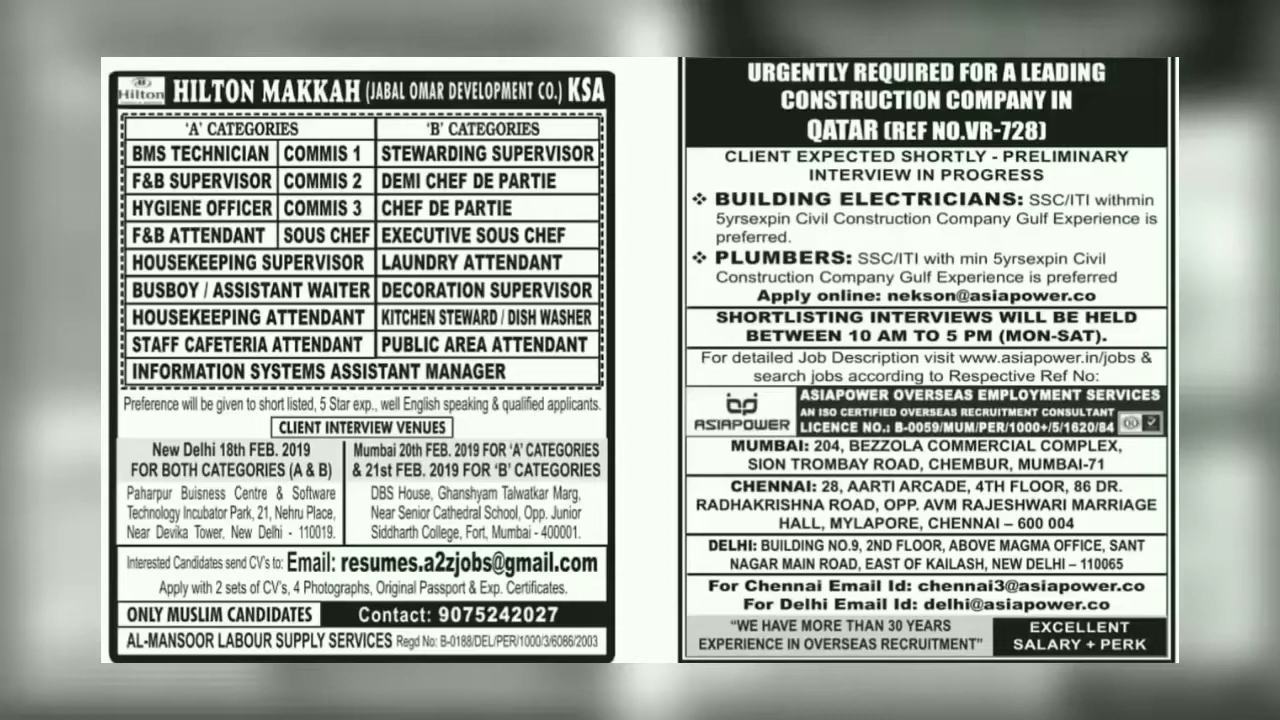 Hilton
HILTON MAKKAH (JABAL OMAR DEVELOPMENT CO.) KSA
‘A’ CATEGORIES ‘B’ CATEGORIES
BMS TECHNICIAN COMMIS 1 STEWARDING SUPERVISOR
F&B SUPERVISOR COMMIS 2 DEMI CHEF DE PARTIE
HYGIENE OFFICER COMMIS 3 CHEF DE PARTIE
F&B ATTENDANT SOUS CHEF EXECUTIVE SOUS CHEF
HOUSEKEEPING SUPERVISOR LAUNDRY ATTENDANT
BUSBOY / ASSISTANT WAITER DECORATION SUPERVISOR
HOUSEKEEPING ATTENDANT KITCHEN STEWARD / DISH WASHER
STAFF CAFETERIA ATTENDANT PUBLIC AREA ATTENDANT
INFORMATION SYSTEMS ASSISTANT MANAGER
Preference will be given to short listed, 5 Star exp., well English speaking & qualified applicants.
CLIENT INTERVIEW VENUES
New Delhi 18th FEB. 2019
FOR BOTH CATEGORIES (A & B)
Paharpur Buisness Centre & Software
Technology Incubator Park, 21, Nehru Place,
Near Devika Tower, New Delhi - 110019.
Mumbai 20th FEB. 2019 FOR ‘A’ CATEGORIES
& 21st FEB. 2019 FOR ‘B’ CATEGORIES
DBS House, Ghanshyam Talwatkar Marg,
Near Senior Cathedral School, Opp. Junior
Siddharth College, Fort, Mumbai - 400001.
Interested Candidates send CV's to: Email: resumes.a2zjobs@gmail.com
Apply with 2 sets of CV's, 4 Photographs, Original Passport & Exp. Certificates.
ONLY MUSLIM CANDIDATES Contact: 9075242027
AL-MANSOOR LABOUR SUPPLY SERVICES Regd No: B-0188/DEL/PER/1000/3/6086/2003
URGENTLY REQUIRED FOR A LEADING
CONSTRUCTION COMPANY IN
QATAR (REF NO.VR-728)
CLIENT EXPECTED SHORTLY - PRELIMINARY
INTERVIEW IN PROGRESS
❖ BUILDING ELECTRICIANS: SSC/ITI withmin
5yrsexpin Civil Construction Company Gulf Experience is
preferred.
❖ PLUMBERS: SSC/ITI with min 5yrsexpin Civil
Construction Company Gulf Experience is preferred
Apply online: nekson@asiapower.co
SHORTLISTING INTERVIEWS WILL BE HELD
BETWEEN 10 AM TO 5 PM (MON-SAT).
For detailed Job Description visit www.asiapower.in/jobs &
search jobs according to Respective Ref No:
ASIAPOWER
ASIAPOWER OVERSEAS EMPLOYMENT SERVICES
AN ISO CERTIFIED OVERSEAS RECRUITMENT CONSULTANT
LICENCE NO.: B-0059/MUM/PER/1000+/5/1620/84
MUMBAI: 204, BEZZOLA COMMERCIAL COMPLEX,
SION TROMBAY ROAD, CHEMBUR, MUMBAI-71
CHENNAI: 28, AARTI ARCADE, 4TH FLOOR, 86 DR.
RADHAKRISHNA ROAD, OPP. AVM RAJESHWARI MARRIAGE
HALL, MYLAPORE, CHENNAI – 600 004
DELHI: BUILDING NO.9, 2ND FLOOR, ABOVE MAGMA OFFICE, SANT
NAGAR MAIN ROAD, EAST OF KAILASH, NEW DELHI – 110065
For Chennai Email Id: chennai3@asiapower.co
For Delhi Email Id: delhi@asiapower.co
“WE HAVE MORE THAN 30 YEARS
EXPERIENCE IN OVERSEAS RECRUITMENT”
EXCELLENT
SALARY + PERK